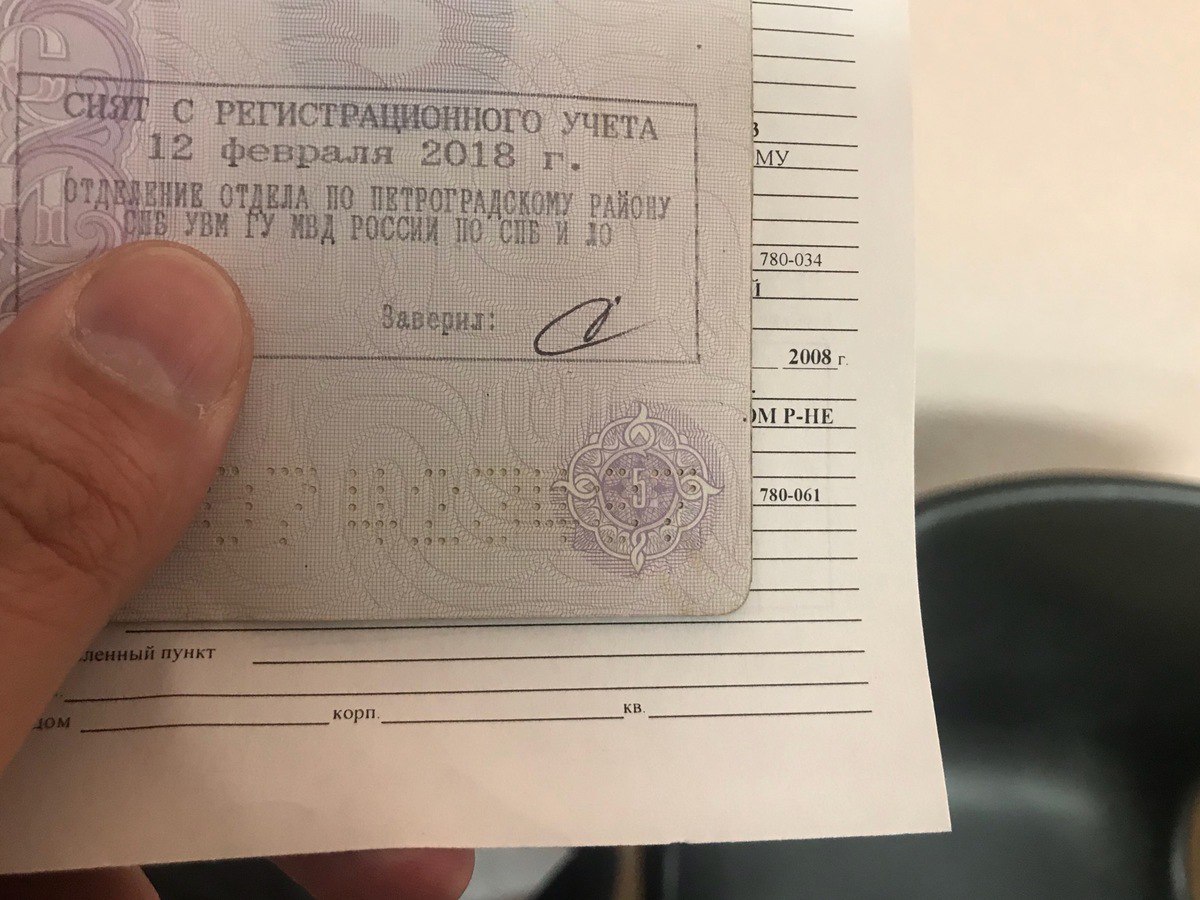 СНЯТ С РЕГИСТРАЦИОННОГО УЧЕТА
12 февраля 2018 г.
ОТДЕЛЕНИЕ ОТДЕЛА ПО ПЕТРОГРАДСКОМУ РАЙОНУ
СПБ УВМ ГУ МВД РОССИИ ПО СПБ И ЛО
Заверил:
5
В
МУ
780-034
Й
2008 г.
ОМ Р-НЕ
780-061
ленный пункт
дом корп. кв.